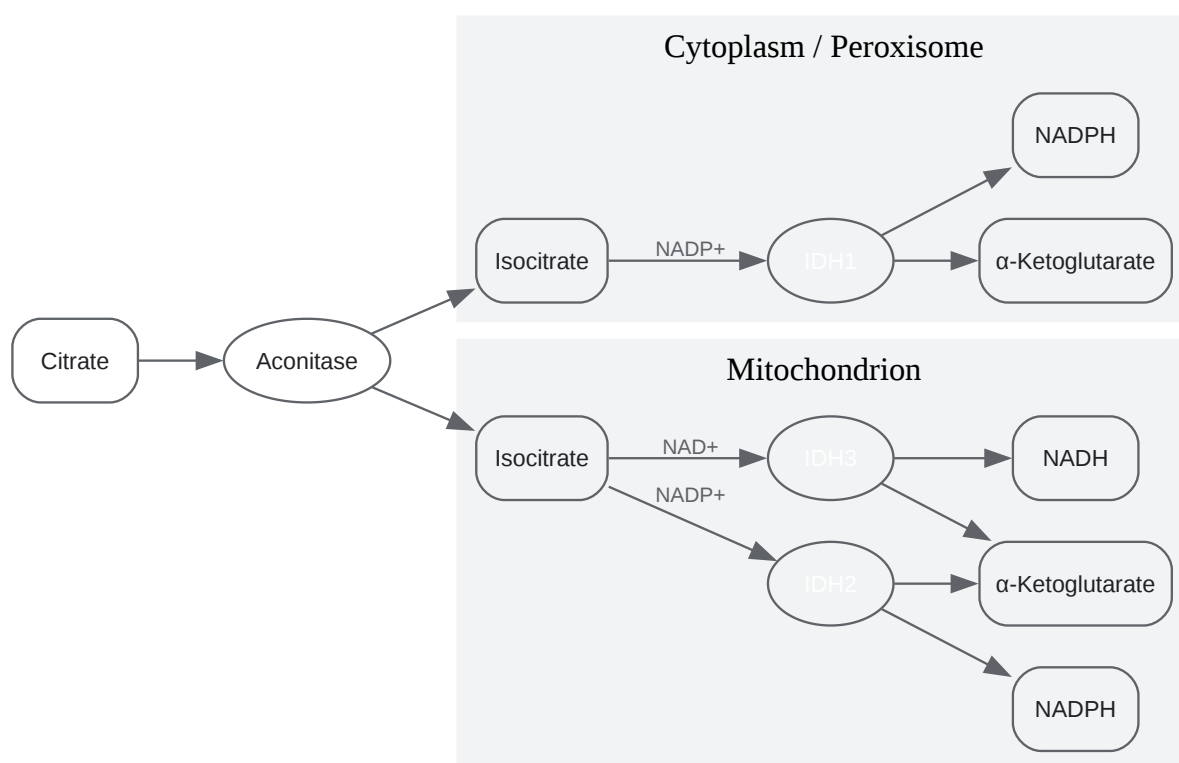 Cytoplasm / Peroxisome
NADPH
Isocitrate
NADP+
IDH1
α-Ketoglutarate
Citrate
Aconitase
Mitochondrion
Isocitrate
NAD+
IDH3
NADH
NADP+
IDH2
α-Ketoglutarate
NADPH